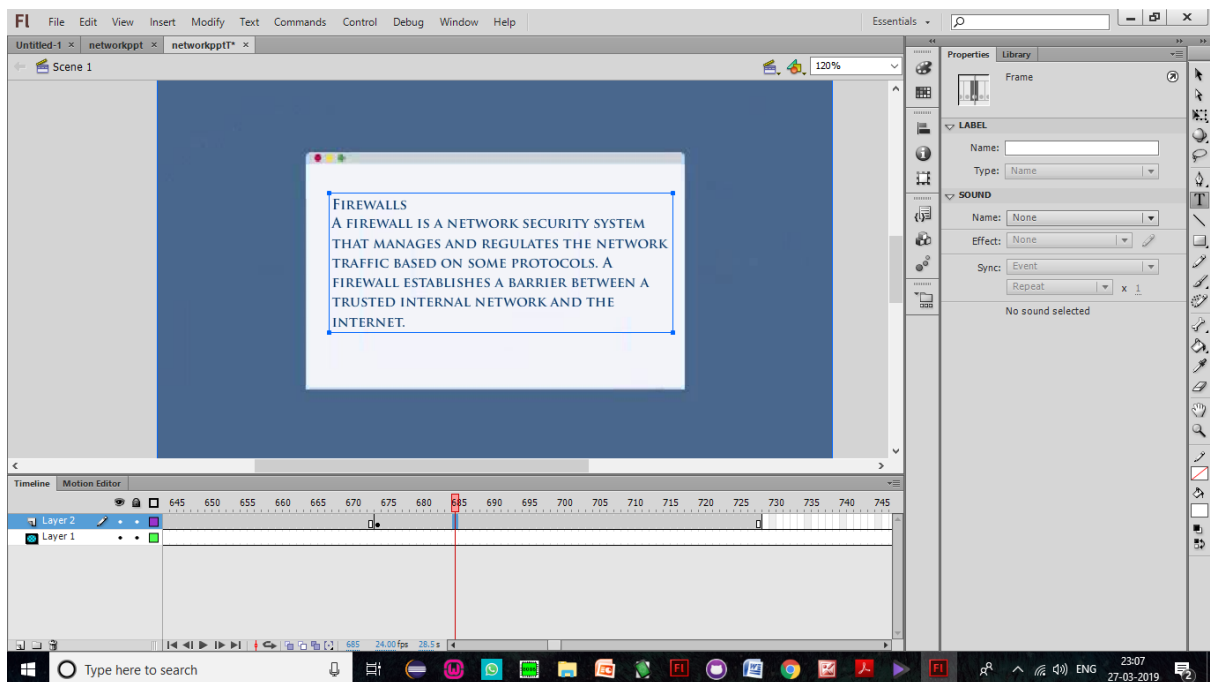 Fl File Edit View Insert Modify Text Commands Control Debug Window Help Essentials
Untitled-1 × networkppt × networkpptT* ×
Scene 1 120%
FIREWALLS
A FIREWALL IS A NETWORK SECURITY SYSTEM
THAT MANAGES AND REGULATES THE NETWORK
TRAFFIC BASED ON SOME PROTOCOLS. A
FIREWALL ESTABLISHES A BARRIER BETWEEN A
TRUSTED INTERNAL NETWORK AND THE
INTERNET.
Properties Library
Frame
LABEL
Name:
Type: Name
SOUND
Name: None
Effect: None
Sync: Event
Repeat x 1
No sound selected
Timeline Motion Editor
645 650 655 660 665 670 675 680 685 690 695 700 705 710 715 720 725 730 735 740 745
Layer 2
Layer 1
685 24.00 fps 28.5 s
Type here to search
ENG
23:07
27-03-2019
2